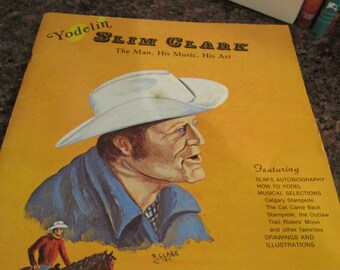 Yodelin
SLIM CLARK
The Man, His Music, His Art
Featuring
SLIM'S AUTOBIOGRAPHY
HOW TO YODEL
MUSICAL SELECTIONS
Calgary Stampede
The Cat Came Back
Stampede, the Outlaw
Trail Riders' Moon
and other favorites
DRAWINGS AND
ILLUSTRATIONS
R. CLARK